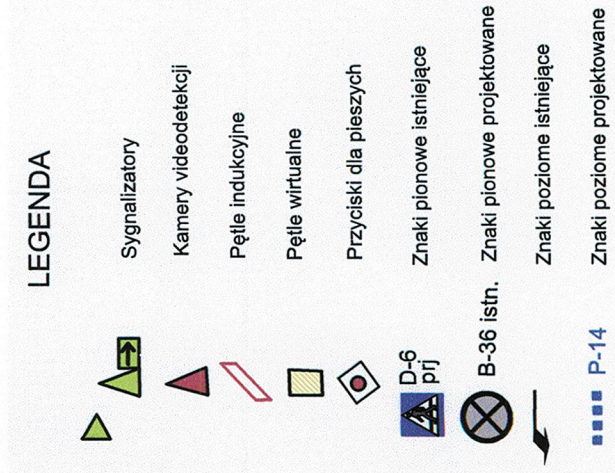 LEGENDA
Sygnalizatory
Kamery videodetekcji
Pętle indukcyjne
Pętle wirtualne
Przyciski dla pieszych
D-6 prj Znaki pionowe istniejące
B-36 istn. Znaki pionowe projektowane
Znaki poziome istniejące
P-14 Znaki poziome projektowane